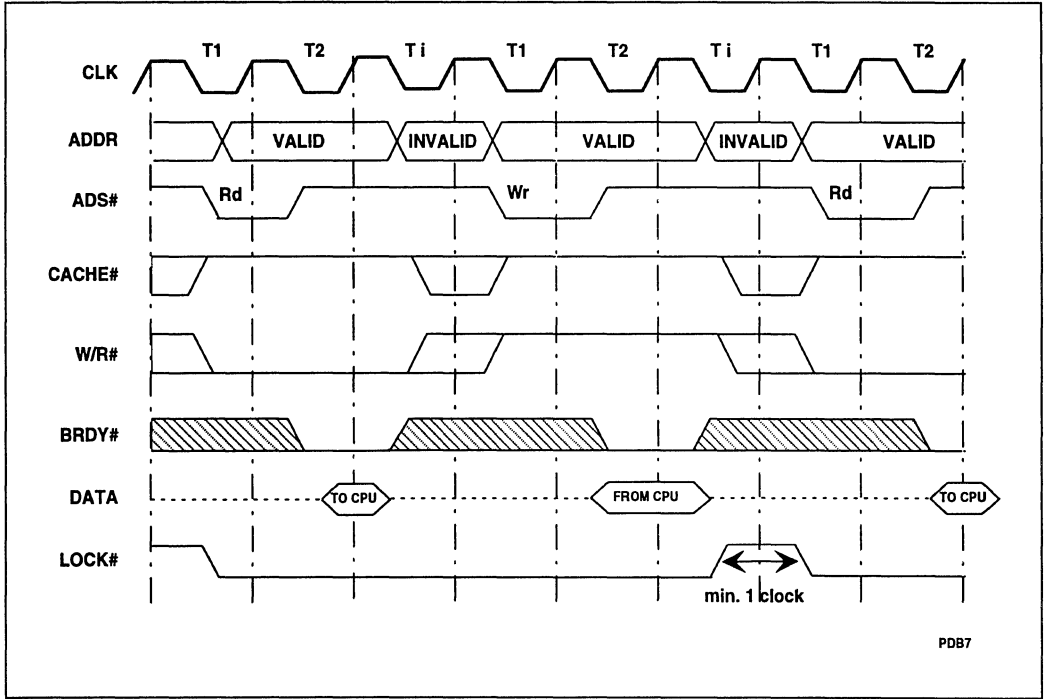 T1 T2 T i T1 T2 T i T1 T2
CLK
ADDR VALID INVALID VALID INVALID VALID
ADS# Rd Wr Rd
CACHE#
W/R#
BRDY#
DATA TO CPU FROM CPU TO CPU
LOCK#
min. 1 clock
PDB7